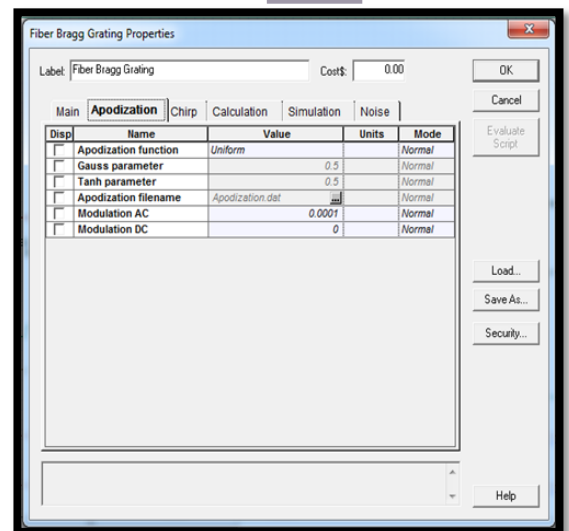 Fiber Bragg Grating Properties
Label: Fiber Bragg Grating Cost$: 0.00 OK
Cancel
Evaluate Script
Main Apodization Chirp Calculation Simulation Noise
Disp Name Value Units Mode
Apodization function Uniform Normal
Gauss parameter 0.5 Normal
Tanh parameter 0.5 Normal
Apodization filename Apodization.dat ... Normal
Modulation AC 0.0001 Normal
Modulation DC 0 Normal
Load...
Save As...
Security...
Help